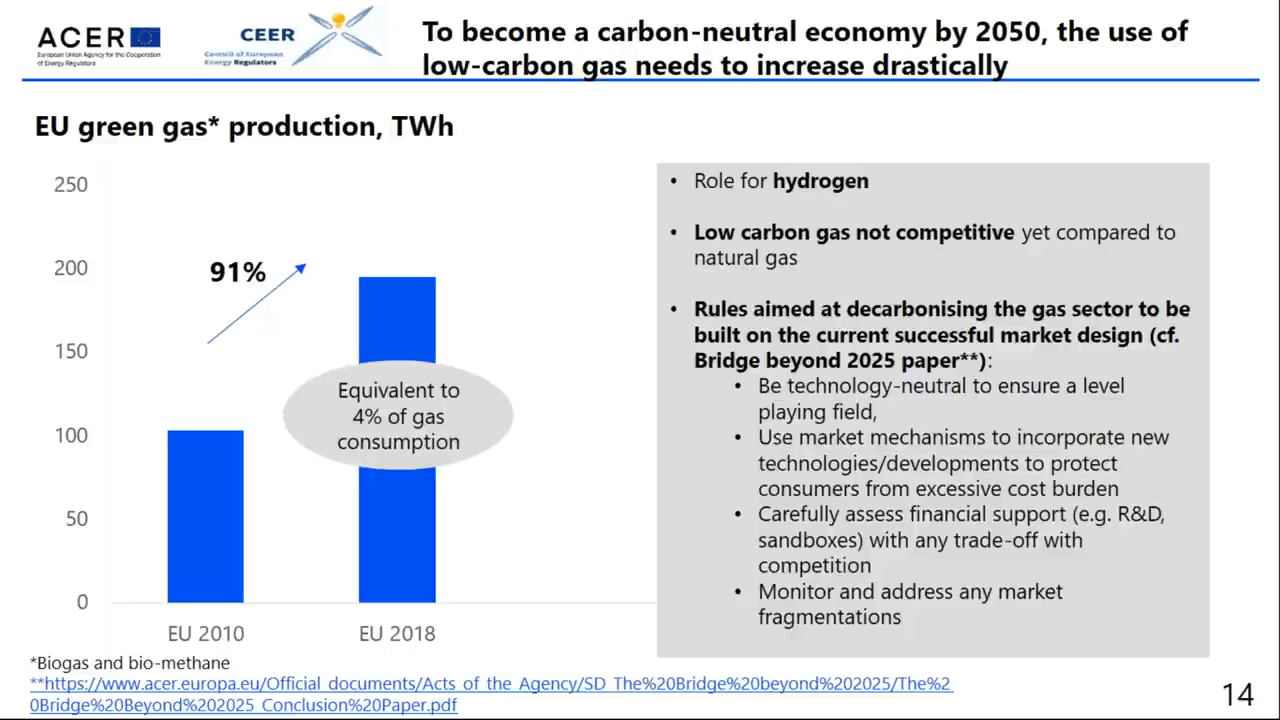 ACER
European Union Agency for the Cooperation
of Energy Regulators
CEER
Council of European
Energy Regulators
To become a carbon-neutral economy by 2050, the use of
low-carbon gas needs to increase drastically
EU green gas* production, TWh
250
200
150
100
50
0
91%
Equivalent to
4% of gas
consumption
EU 2010
EU 2018
• Role for hydrogen
• Low carbon gas not competitive yet compared to
natural gas
• Rules aimed at decarbonising the gas sector to be
built on the current successful market design (cf.
Bridge beyond 2025 paper**):
• Be technology-neutral to ensure a level
playing field,
• Use market mechanisms to incorporate new
technologies/developments to protect
consumers from excessive cost burden
• Carefully assess financial support (e.g. R&D,
sandboxes) with any trade-off with
competition
• Monitor and address any market
fragmentations
*Biogas and bio-methane
**https://www.acer.europa.eu/Official_documents/Acts_of_the_Agency/SD_The%20Bridge%20beyond%202025/The%2
0Bridge%20Beyond%202025_Conclusion%20Paper.pdf
14